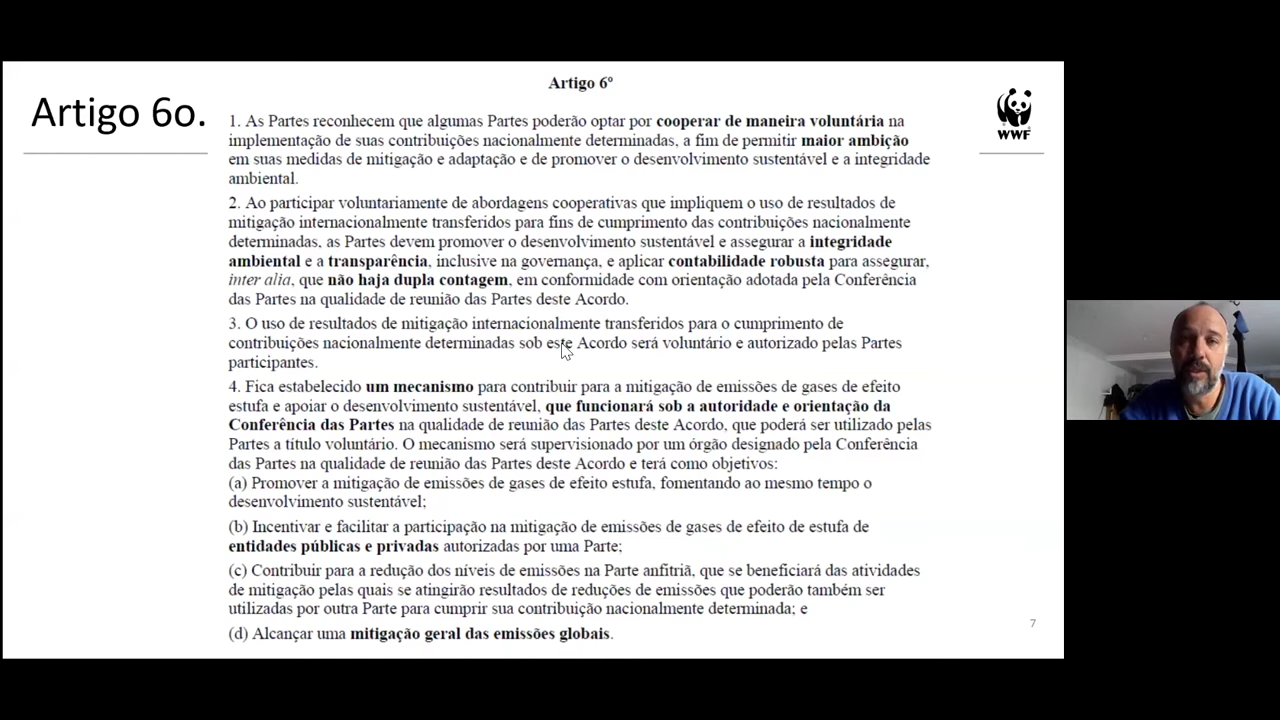 Artigo 6o.
Artigo 6º
1. As Partes reconhecem que algumas Partes poderão optar por cooperar de maneira voluntária na
implementação de suas contribuições nacionalmente determinadas, a fim de permitir maior ambição
em suas medidas de mitigação e adaptação e de promover o desenvolvimento sustentável e a integridade
ambiental.
2. Ao participar voluntariamente de abordagens cooperativas que impliquem o uso de resultados de
mitigação internacionalmente transferidos para fins de cumprimento das contribuições nacionalmente
determinadas, as Partes devem promover o desenvolvimento sustentável e assegurar a integridade
ambiental e a transparência, inclusive na governança, e aplicar contabilidade robusta para assegurar,
inter alia, que não haja dupla contagem, em conformidade com orientação adotada pela Conferência
das Partes na qualidade de reunião das Partes deste Acordo.
3. O uso de resultados de mitigação internacionalmente transferidos para o cumprimento de
contribuições nacionalmente determinadas sob este Acordo será voluntário e autorizado pelas Partes
participantes.
4. Fica estabelecido um mecanismo para contribuir para a mitigação de emissões de gases de efeito
estufa e apoiar o desenvolvimento sustentável, que funcionará sob a autoridade e orientação da
Conferência das Partes na qualidade de reunião das Partes deste Acordo, que poderá ser utilizado pelas
Partes a título voluntário. O mecanismo será supervisionado por um órgão designado pela Conferência
das Partes na qualidade de reunião das Partes deste Acordo e terá como objetivos:
(a) Promover a mitigação de emissões de gases de efeito estufa, fomentando ao mesmo tempo o
desenvolvimento sustentável;
(b) Incentivar e facilitar a participação na mitigação de emissões de gases de efeito de estufa de
entidades públicas e privadas autorizadas por uma Parte;
(c) Contribuir para a redução dos níveis de emissões na Parte anfitriã, que se beneficiará das atividades
de mitigação pelas quais se atingirão resultados de reduções de emissões que poderão também ser
utilizadas por outra Parte para cumprir sua contribuição nacionalmente determinada; e
(d) Alcançar uma mitigação geral das emissões globais.
WWF
7